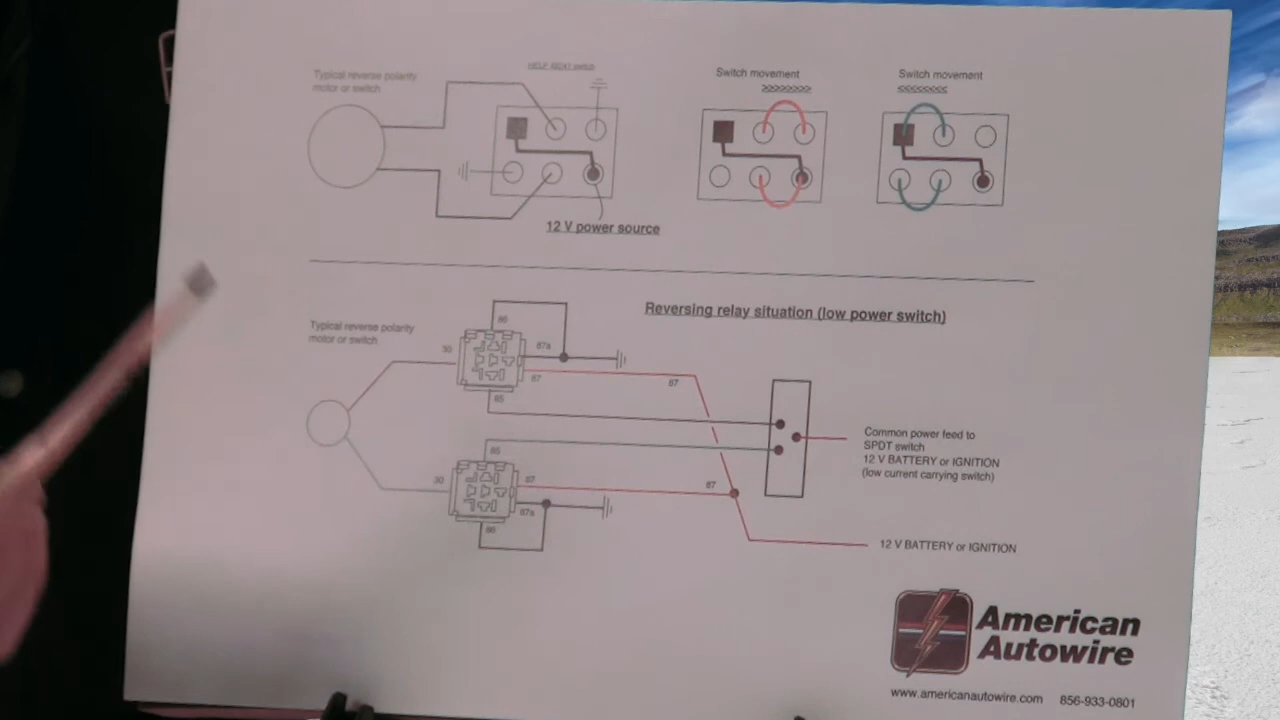 Typical reverse polarity
motor or switch
12 V power source
Switch movement
>>>>>>>>
Switch movement
<<<<<<<<
Reversing relay situation (low power switch)
Typical reverse polarity
motor or switch
30
86
87a
87
85
87
85
30
87
87a
86
87
Common power feed to
SPDT switch
12 V BATTERY or IGNITION
(low current carrying switch)
12 V BATTERY or IGNITION
American
Autowire
www.americanautowire.com 856-933-0801